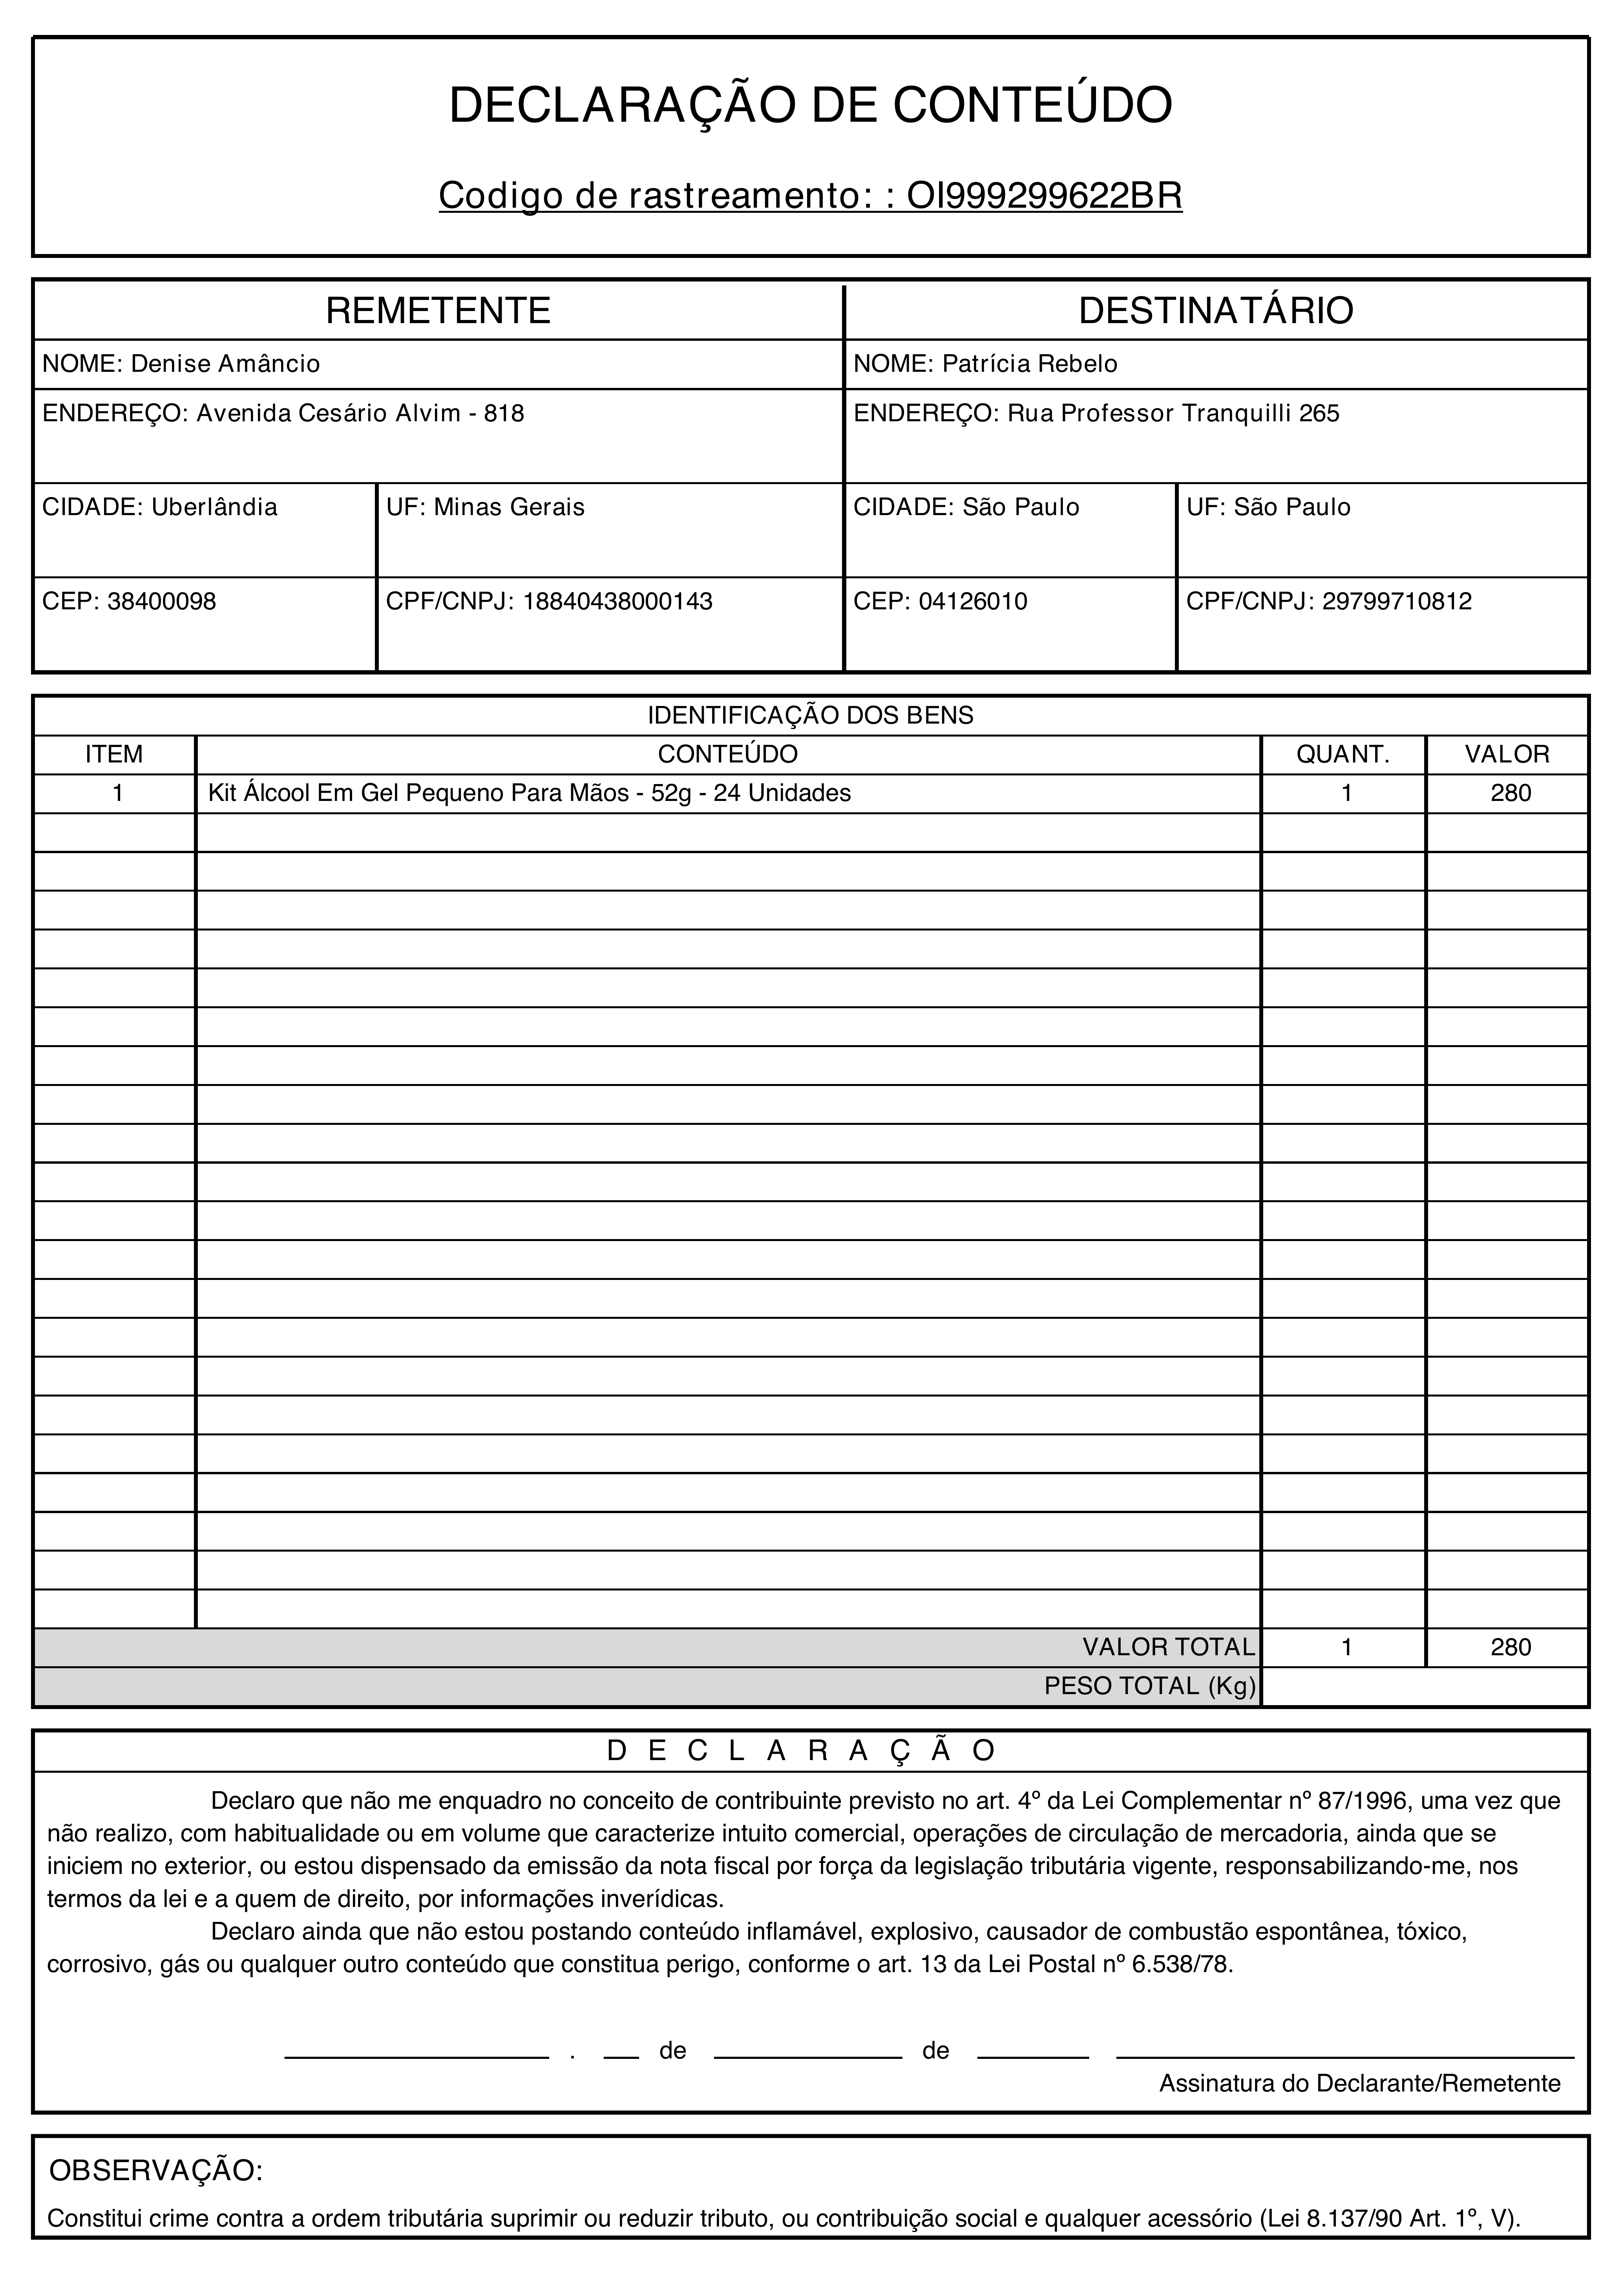 DECLARAÇÃO DE CONTEÚDO
Codigo de rastreamento: : OI999299622BR
REMETENTE
DESTINATÁRIO
NOME: Denise Amâncio
NOME: Patrícia Rebelo
ENDEREÇO: Avenida Cesário Alvim - 818
ENDEREÇO: Rua Professor Tranquilli 265
CIDADE: Uberlândia
UF: Minas Gerais
CIDADE: São Paulo
UF: São Paulo
CEP: 38400098
CPF/CNPJ: 18840438000143
CEP: 04126010
CPF/CNPJ: 29799710812
IDENTIFICAÇÃO DOS BENS
ITEM CONTEÚDO QUANT. VALOR
1 Kit Álcool Em Gel Pequeno Para Mãos - 52g - 24 Unidades 1 280
VALOR TOTAL 1 280
PESO TOTAL (Kg)
D E C L A R A Ç Ã O
Declaro que não me enquadro no conceito de contribuinte previsto no art. 4º da Lei Complementar nº 87/1996, uma vez que
não realizo, com habitualidade ou em volume que caracterize intuito comercial, operações de circulação de mercadoria, ainda que se
iniciem no exterior, ou estou dispensado da emissão da nota fiscal por força da legislação tributária vigente, responsabilizando-me, nos
termos da lei e a quem de direito, por informações inverídicas.
Declaro ainda que não estou postando conteúdo inflamável, explosivo, causador de combustão espontânea, tóxico,
corrosivo, gás ou qualquer outro conteúdo que constitua perigo, conforme o art. 13 da Lei Postal nº 6.538/78.
. de de
Assinatura do Declarante/Remetente
OBSERVAÇÃO:
Constitui crime contra a ordem tributária suprimir ou reduzir tributo, ou contribuição social e qualquer acessório (Lei 8.137/90 Art. 1º, V).